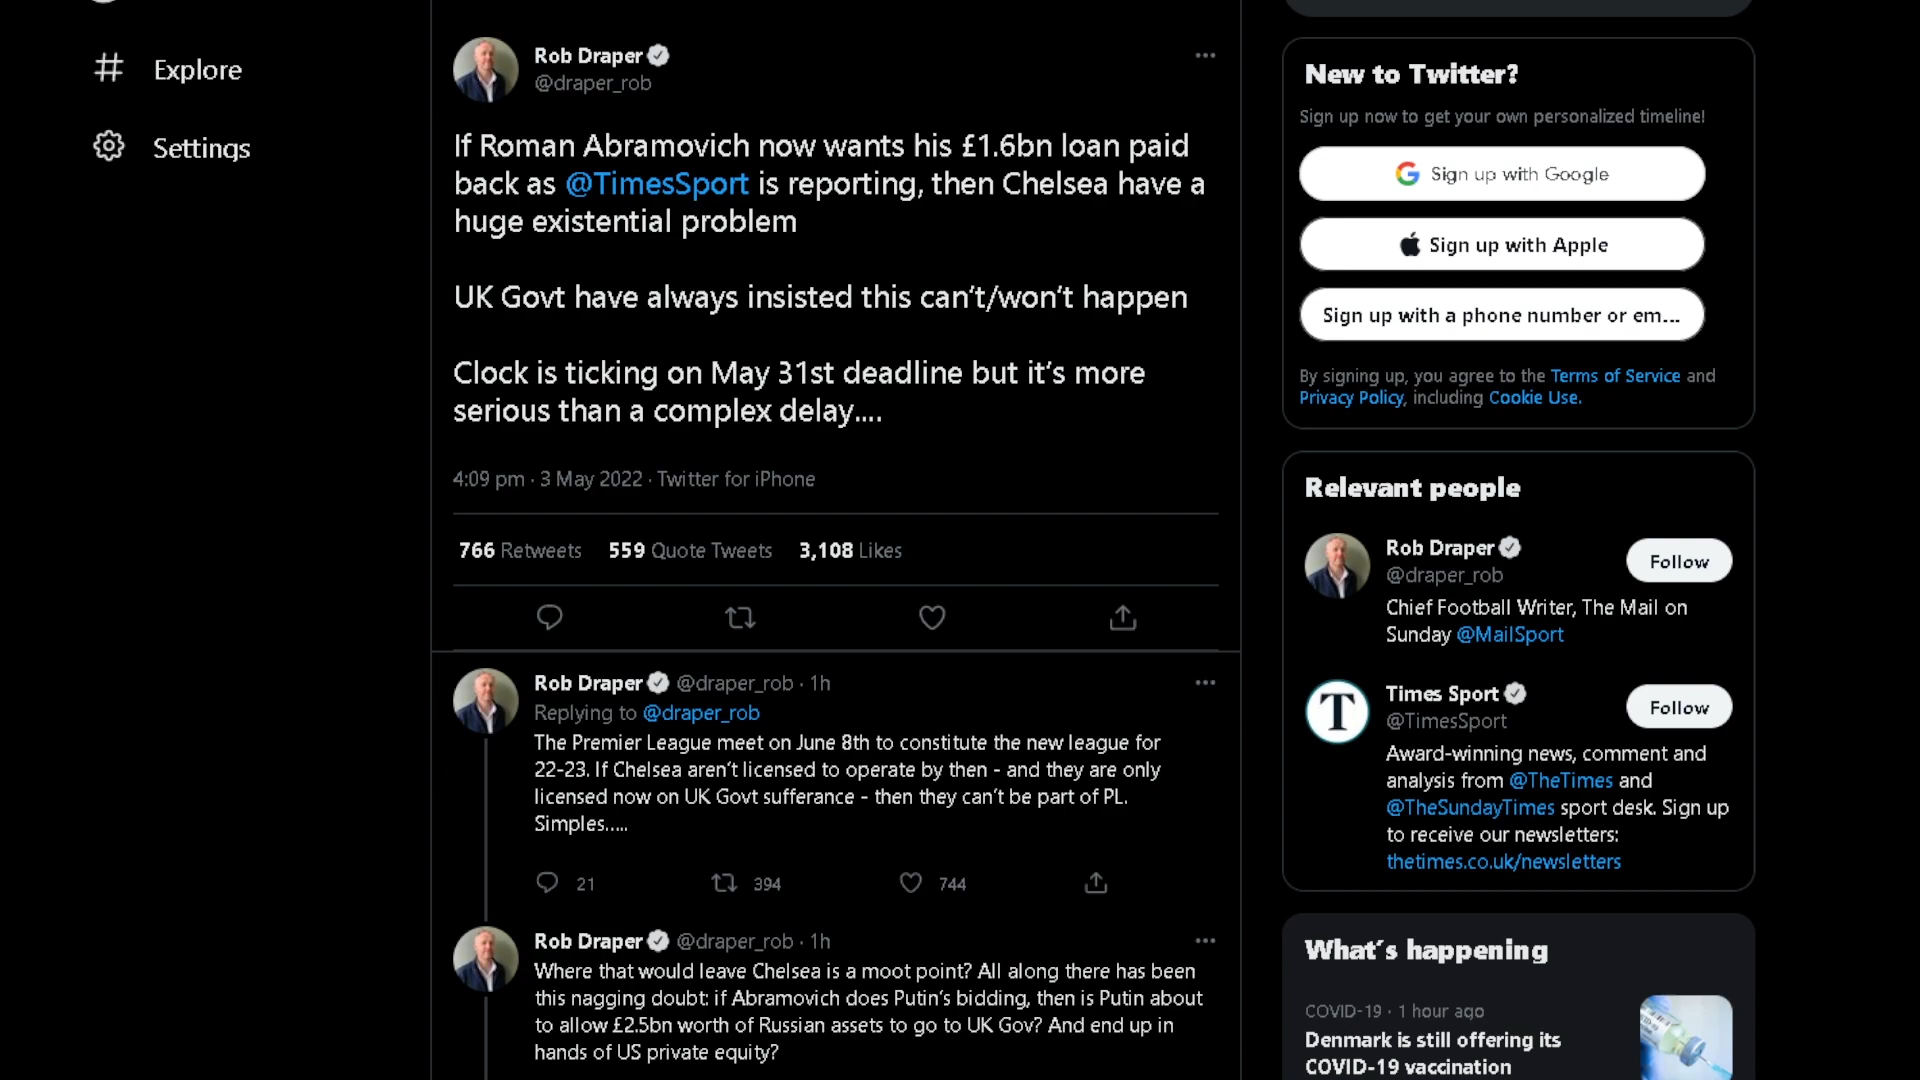 Explore
Settings
Rob Draper
@draper_rob
If Roman Abramovich now wants his £1.6bn loan paid
back as @TimesSport is reporting, then Chelsea have a
huge existential problem
UK Govt have always insisted this can't/won't happen
Clock is ticking on May 31st deadline but it's more
serious than a complex delay....
4:09 pm · 3 May 2022 · Twitter for iPhone
766 Retweets 559 Quote Tweets 3,108 Likes
Rob Draper @draper_rob · 1h
Replying to @draper_rob
The Premier League meet on June 8th to constitute the new league for
22-23. If Chelsea aren't licensed to operate by then - and they are only
licensed now on UK Govt sufferance - then they can't be part of PL.
Simples.....
21 394 744
Rob Draper @draper_rob · 1h
Where that would leave Chelsea is a moot point? All along there has been
this nagging doubt: if Abramovich does Putin's bidding, then is Putin about
to allow £2.5bn worth of Russian assets to go to UK Gov? And end up in
hands of US private equity?
New to Twitter?
Sign up now to get your own personalized timeline!
Sign up with Google
Sign up with Apple
Sign up with a phone number or em...
By signing up, you agree to the Terms of Service and
Privacy Policy, including Cookie Use.
Relevant people
Rob Draper
@draper_rob
Follow
Chief Football Writer, The Mail on
Sunday @MailSport
T
Times Sport
@TimesSport
Follow
Award-winning news, comment and
analysis from @TheTimes and
@TheSundayTimes sport desk. Sign up
to receive our newsletters:
thetimes.co.uk/newsletters
What's happening
COVID-19 · 1 hour ago
Denmark is still offering its
COVID-19 vaccination